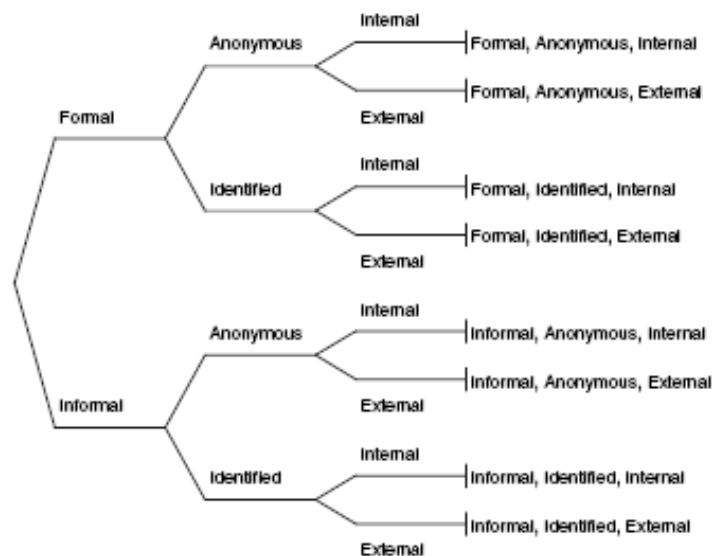 Internal
Anonymous
Formal, Anonymous, Internal
Formal, Anonymous, External
Formal
External
Internal
Identified
Formal, Identified, Internal
Formal, Identified, External
External
Internal
Anonymous
Informal, Anonymous, Internal
Informal, Anonymous, External
Informal
External
Internal
Identified
Informal, Identified, Internal
Informal, Identified, External
External